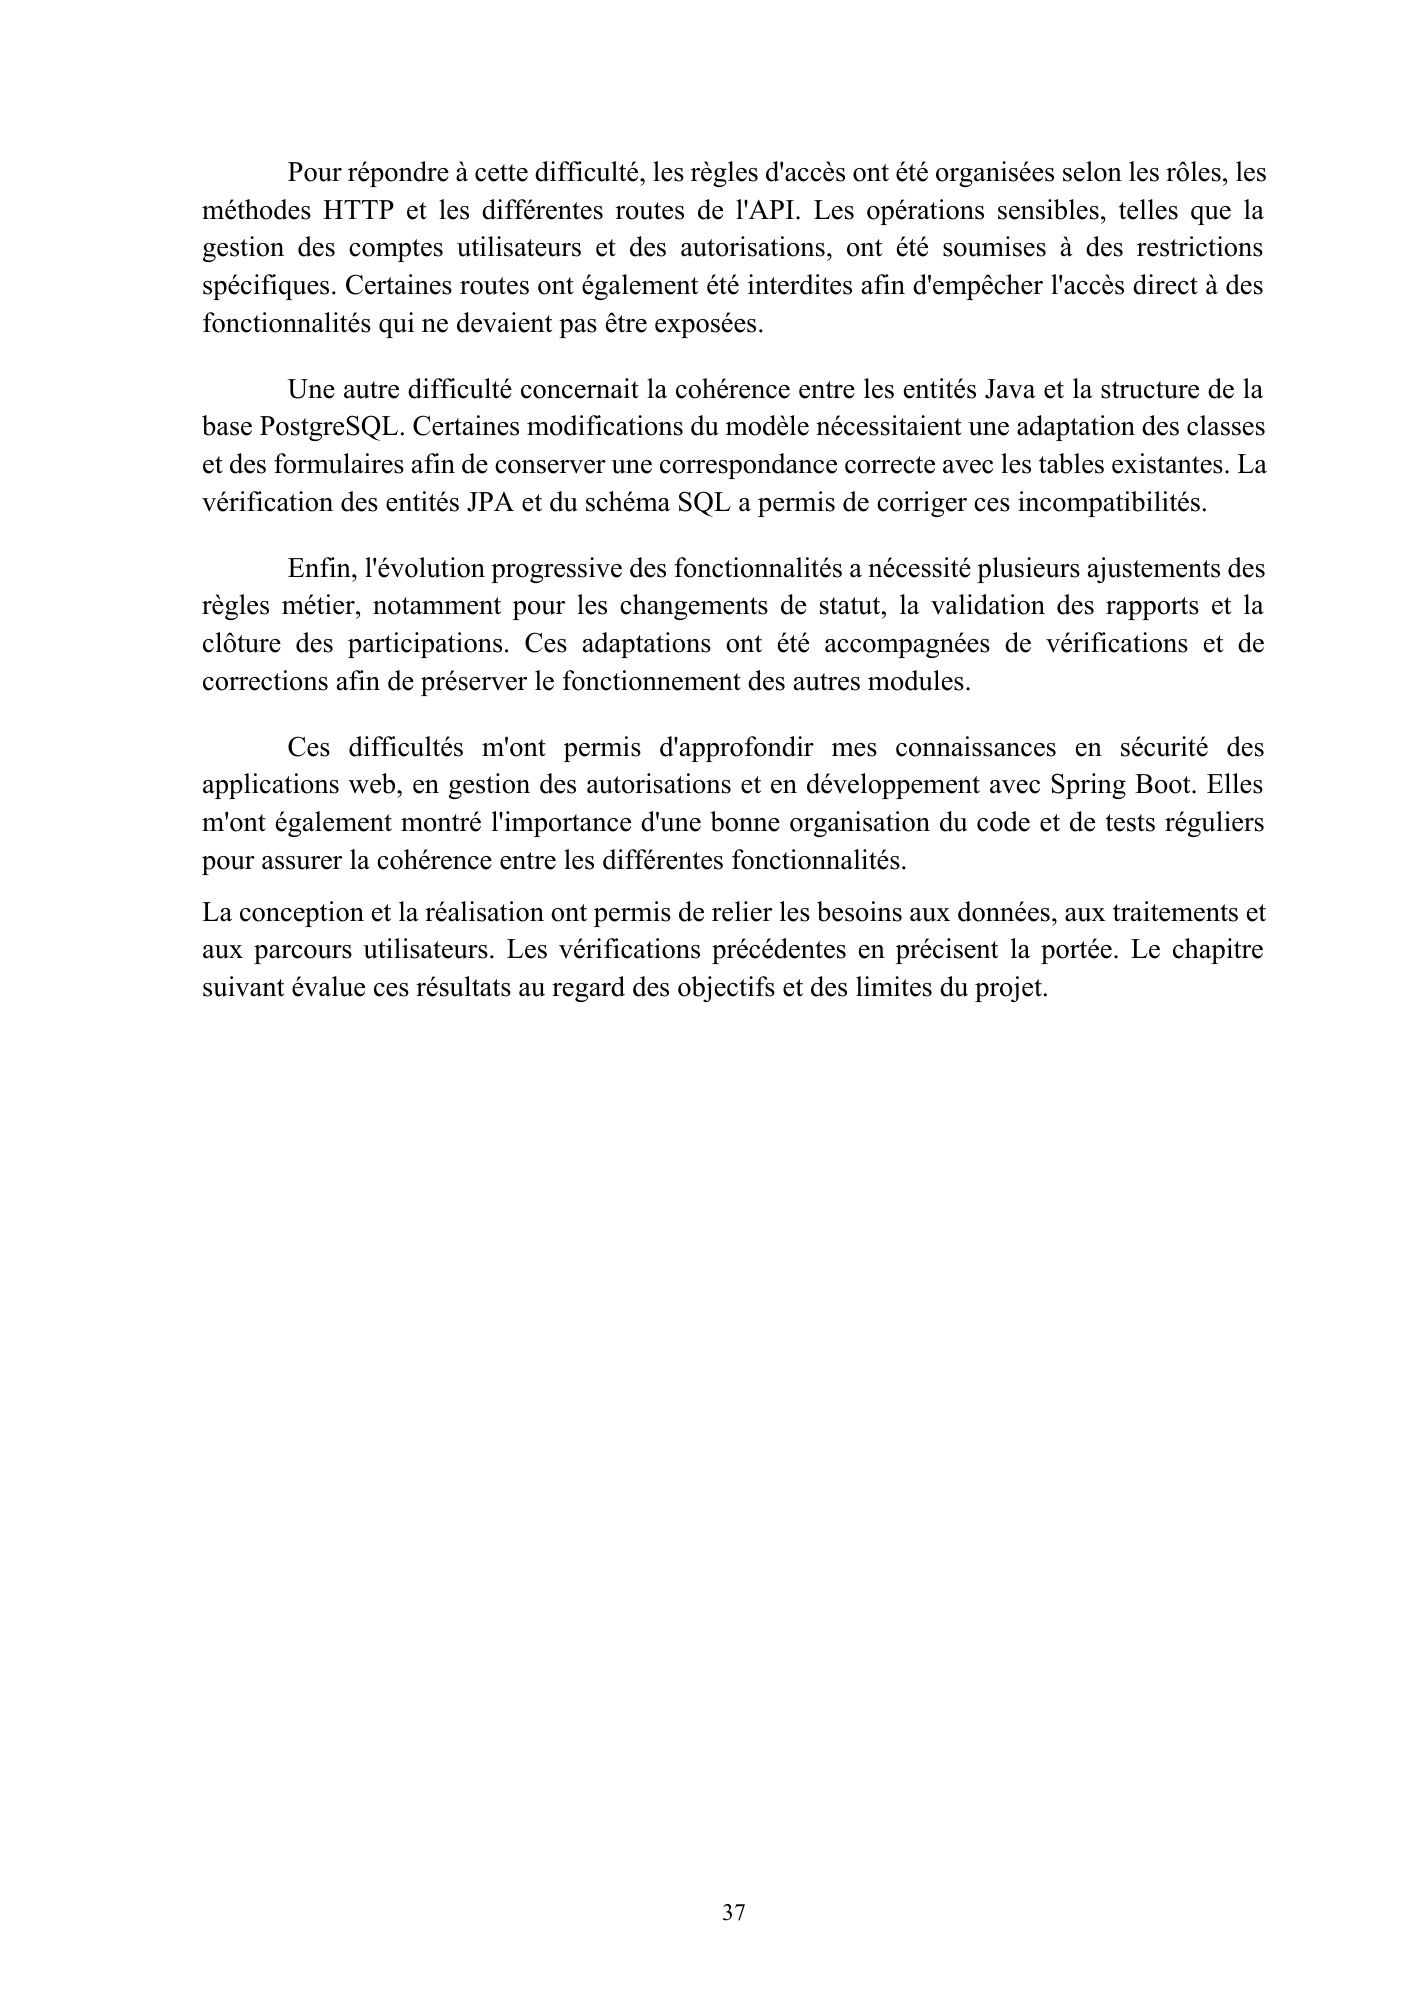 Pour répondre à cette difficulté, les règles d'accès ont été organisées selon les rôles, les
méthodes HTTP et les différentes routes de l'API. Les opérations sensibles, telles que la
gestion des comptes utilisateurs et des autorisations, ont été soumises à des restrictions
spécifiques. Certaines routes ont également été interdites afin d'empêcher l'accès direct à des
fonctionnalités qui ne devaient pas être exposées.
Une autre difficulté concernait la cohérence entre les entités Java et la structure de la
base PostgreSQL. Certaines modifications du modèle nécessitaient une adaptation des classes
et des formulaires afin de conserver une correspondance correcte avec les tables existantes. La
vérification des entités JPA et du schéma SQL a permis de corriger ces incompatibilités.
Enfin, l'évolution progressive des fonctionnalités a nécessité plusieurs ajustements des
règles métier, notamment pour les changements de statut, la validation des rapports et la
clôture des participations. Ces adaptations ont été accompagnées de vérifications et de
corrections afin de préserver le fonctionnement des autres modules.
Ces difficultés m'ont permis d'approfondir mes connaissances en sécurité des
applications web, en gestion des autorisations et en développement avec Spring Boot. Elles
m'ont également montré l'importance d'une bonne organisation du code et de tests réguliers
pour assurer la cohérence entre les différentes fonctionnalités.
La conception et la réalisation ont permis de relier les besoins aux données, aux traitements et
aux parcours utilisateurs. Les vérifications précédentes en précisent la portée. Le chapitre
suivant évalue ces résultats au regard des objectifs et des limites du projet.
37